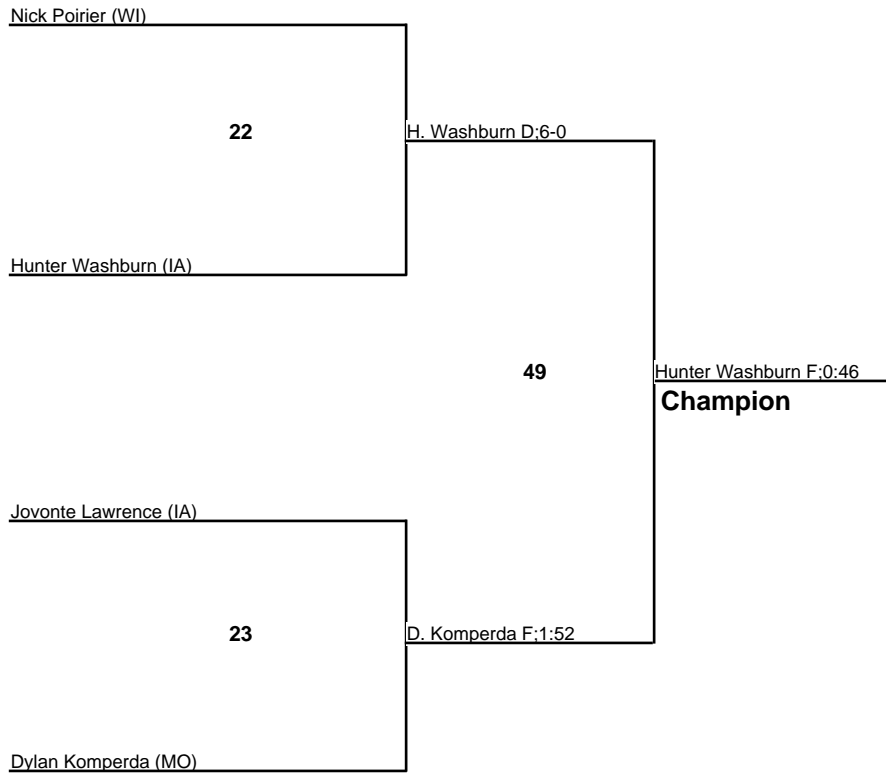 Nick Poirier (WI)
22
H. Washburn D;6-0
Hunter Washburn (IA)
49
Hunter Washburn F;0:46
Champion
Jovonte Lawrence (IA)
23
D. Komperda F;1:52
Dylan Komperda (MO)